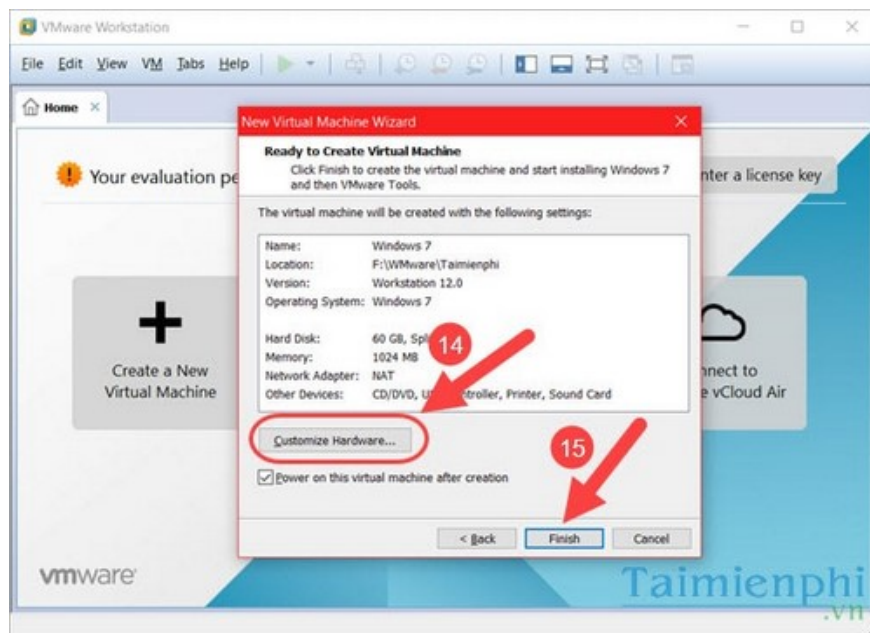 VMware Workstation
File Edit View VM Tabs Help
Home
New Virtual Machine Wizard
Ready to Create Virtual Machine
Click Finish to create the virtual machine and start installing Windows 7
and then VMware Tools.
Your evaluation pe
nter a license key
The virtual machine will be created with the following settings:
Name: Windows 7
Location: F:\WMware\Taimienphi
Version: Workstation 12.0
Operating System: Windows 7
Hard Disk: 60 GB, Spl
14
Memory: 1024 MB
Network Adapter: NAT
Other Devices: CD/DVD, U ntroller, Printer, Sound Card
Create a New
Virtual Machine
nnect to
e vCloud Air
Customize Hardware...
15
Power on this virtual machine after creation
< Back Finish Cancel
vmware
Taimienphi
.vn